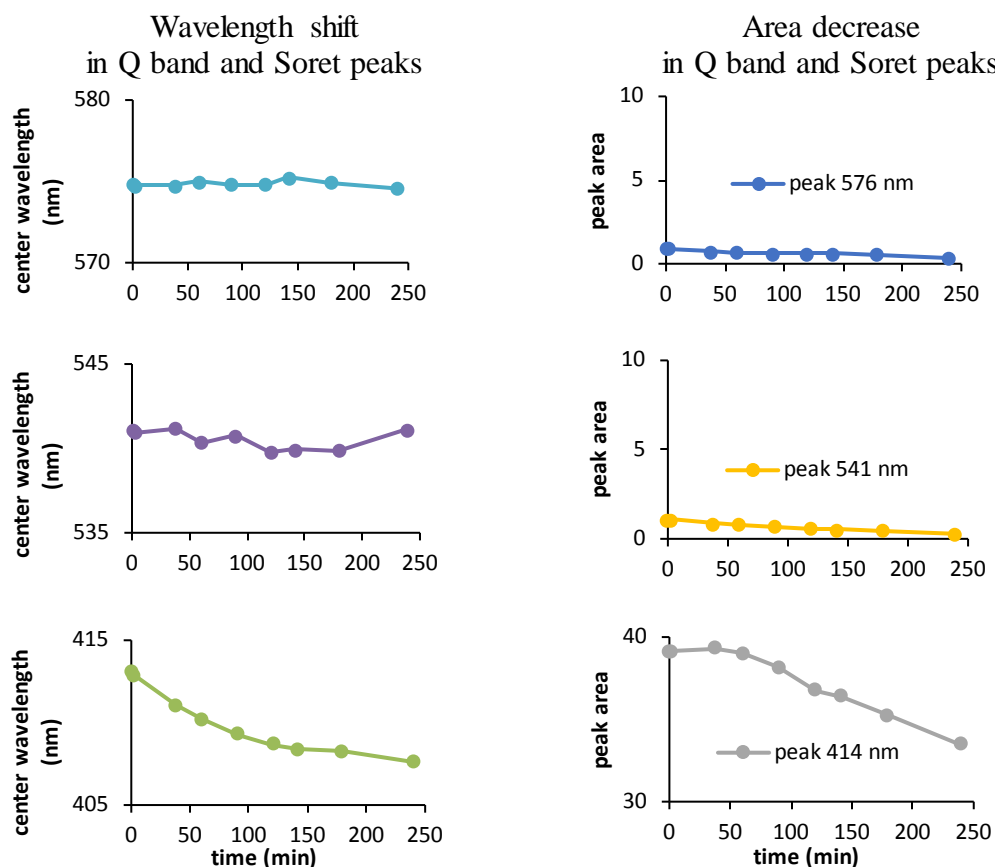 Wavelength shift
in Q band and Soret peaks
Area decrease
in Q band and Soret peaks
center wavelength
(nm)
580
570
0 50 100 150 200 250
peak area
10
5
0
peak 576 nm
0 50 100 150 200 250
center wavelength
(nm)
545
535
0 50 100 150 200 250
peak area
10
5
0
peak 541 nm
0 50 100 150 200 250
center wavelength
(nm)
415
405
0 50 100 150 200 250
time (min)
peak area
40
30
peak 414 nm
0 50 100 150 200 250
time (min)